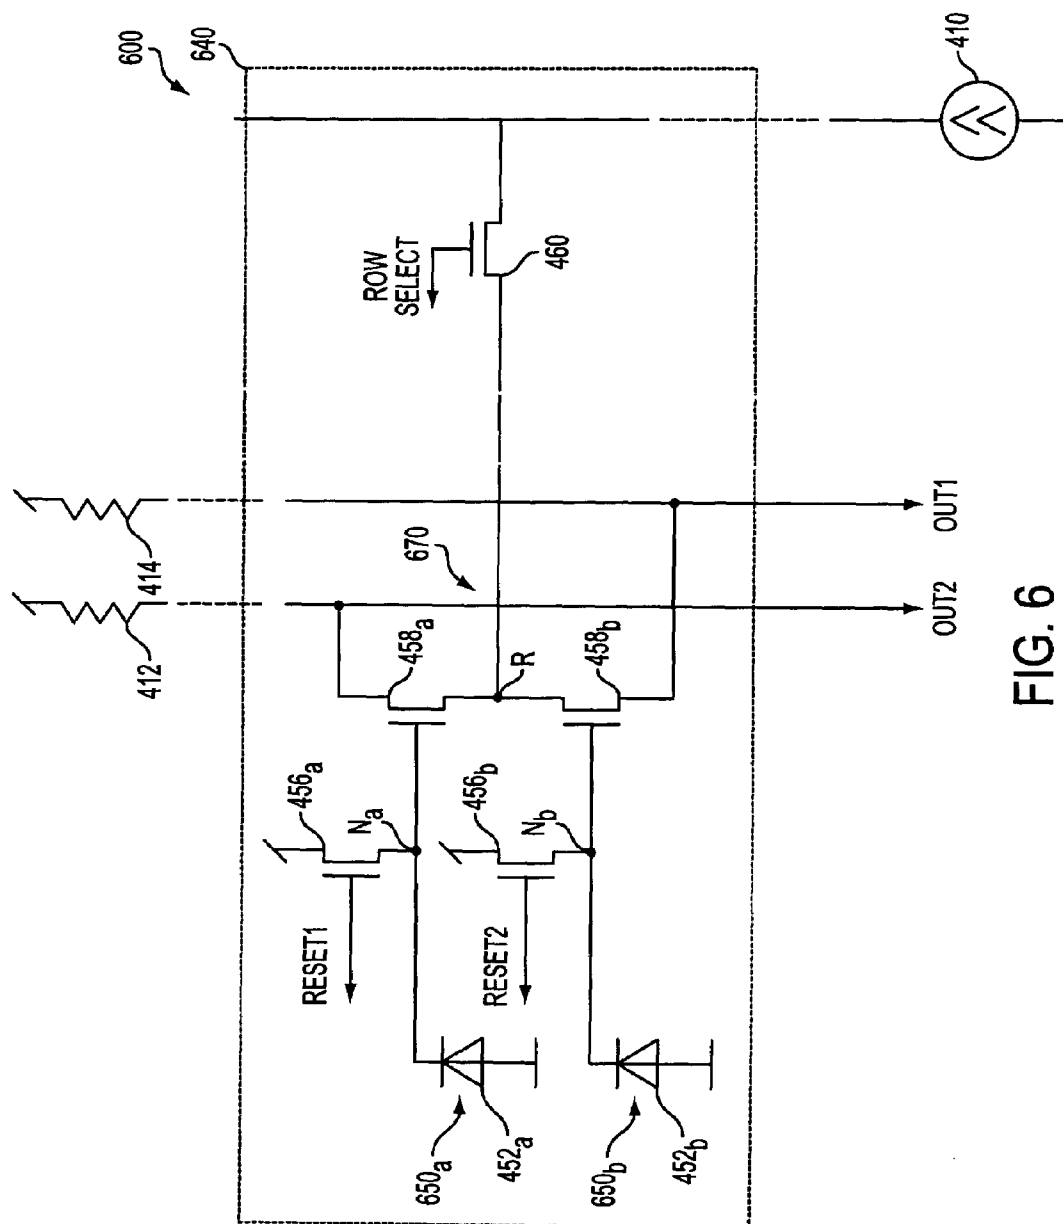 600
640
410
ROW
SELECT
460
414
412
670
OUT1
OUT2
458a
R
458b
456a
Na
456b
Nb
RESET1
RESET2
650a
452a
650b
452b
FIG. 6